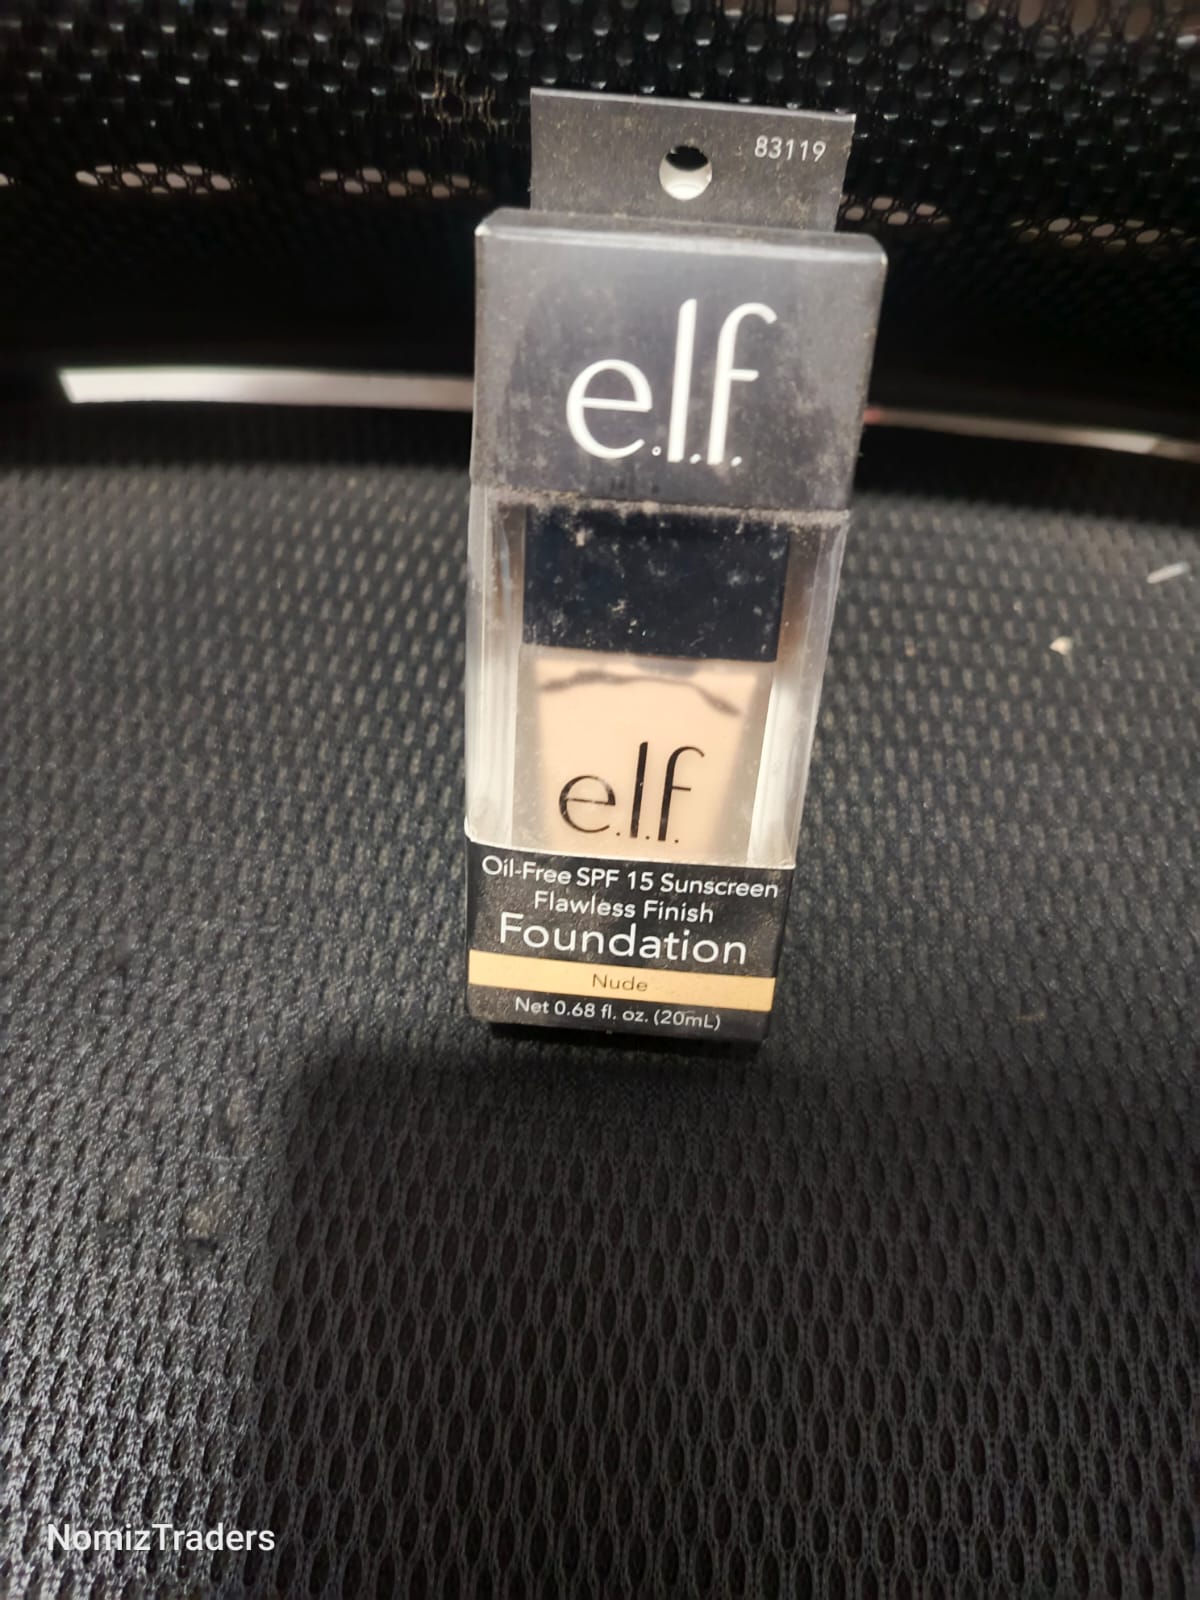 83119
e.l.f.
e.l.f.
Oil-Free SPF 15 Sunscreen
Flawless Finish
Foundation
Nude
Net 0.68 fl. oz. (20mL)
NomizTraders